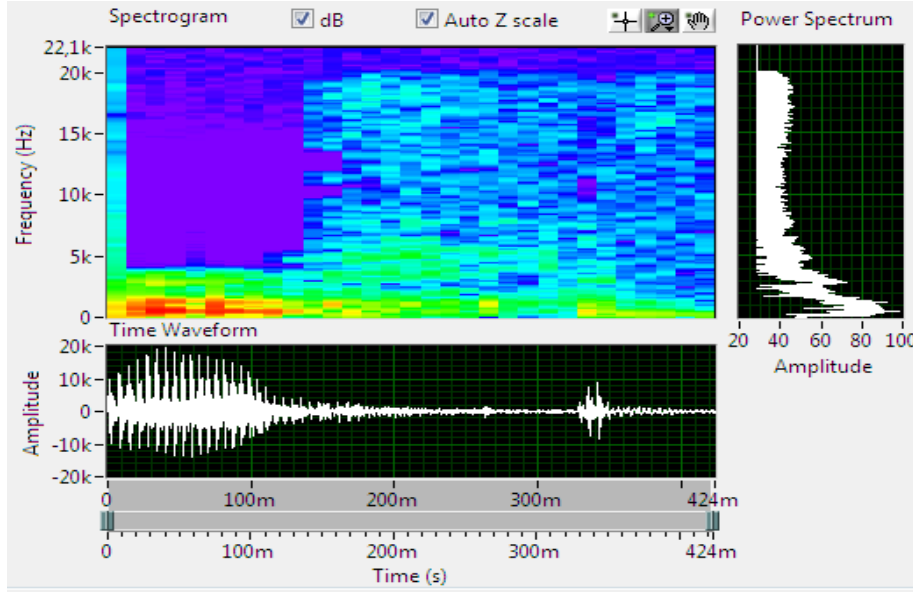 Spectrogram dB Auto Z scale Power Spectrum
22,1k
20k
15k
10k
5k
0
Frequency (Hz)
20 40 60 80 100
Amplitude
Time Waveform
20k
10k
0
-10k
-20k
Amplitude
0 100m 200m 300m 424m
0 100m 200m 300m 424m
Time (s)